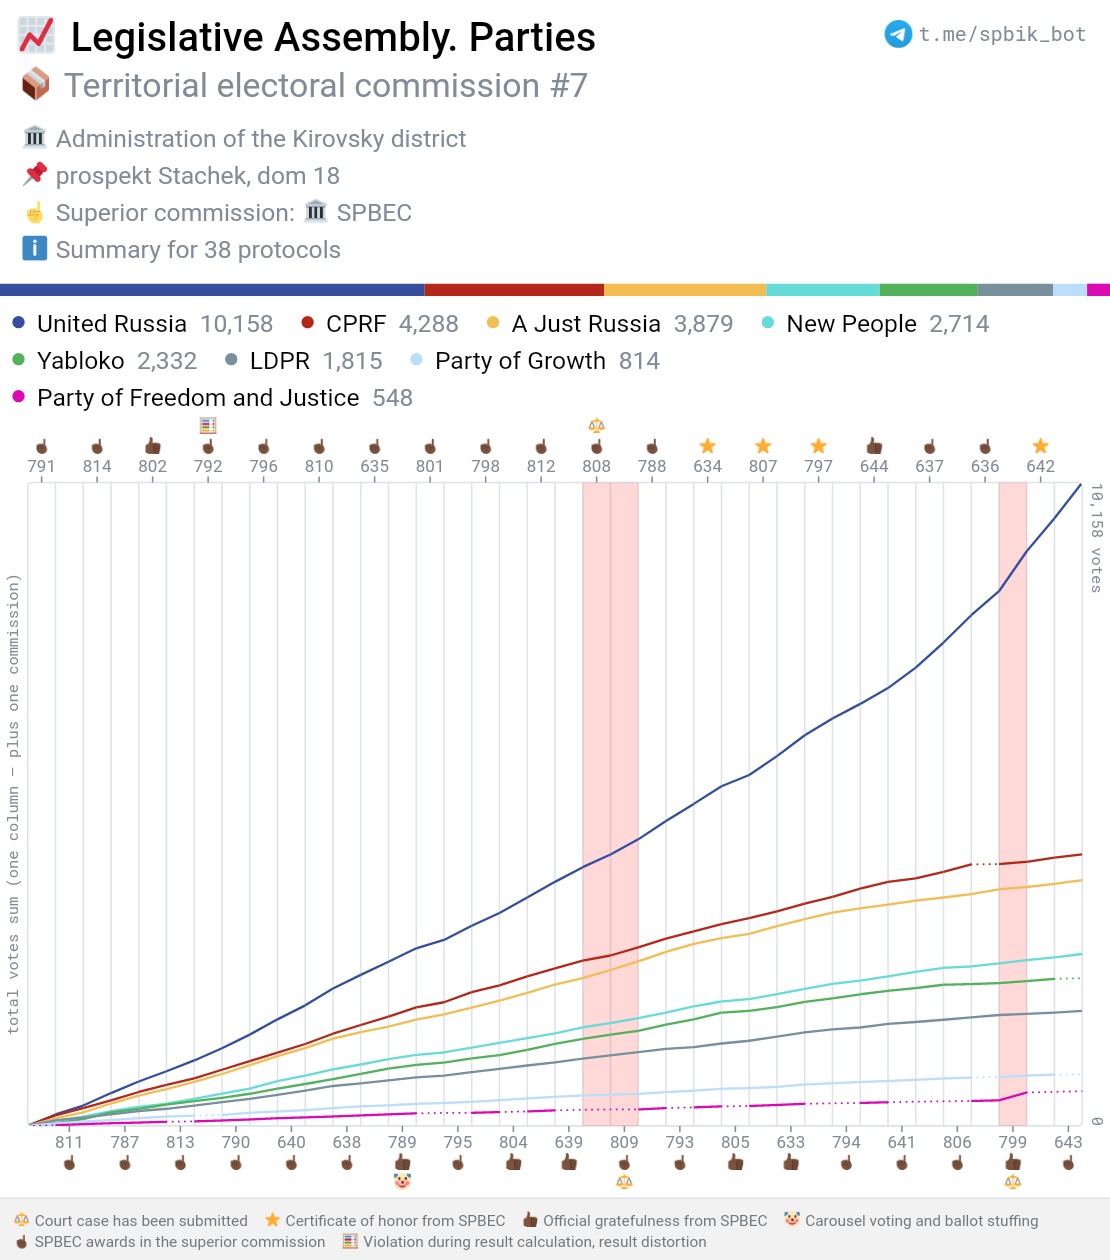 Legislative Assembly. Parties
t.me/spbik_bot
Territorial electoral commission #7
Administration of the Kirovsky district
prospekt Stachek, dom 18
Superior commission: SPBEC
Summary for 38 protocols
United Russia 10,158 CPRF 4,288 A Just Russia 3,879 New People 2,714
Yabloko 2,332 LDPR 1,815 Party of Growth 814
Party of Freedom and Justice 548
791 814 802 792 796 810 635 801 798 812 808 788 634 807 797 644 637 636 642
10,158 votes
total votes sum (one column – plus one commission)
0
811 787 813 790 640 638 789 795 804 639 809 793 805 633 794 641 806 799 643
Court case has been submitted Certificate of honor from SPBEC Official gratefulness from SPBEC Carousel voting and ballot stuffing
SPBEC awards in the superior commission Violation during result calculation, result distortion